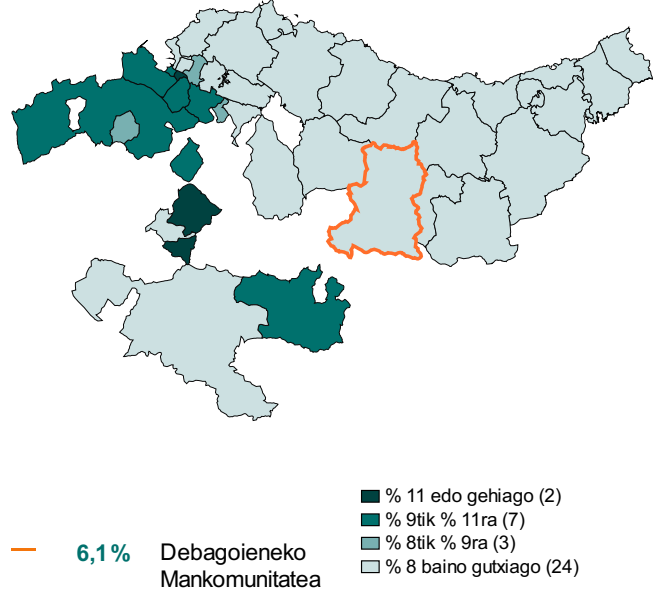 % 11 edo gehiago (2)
% 9tik % 11ra (7)
% 8tik % 9ra (3)
% 8 baino gutxiago (24)
6,1% Debagoieneko
Mankomunitatea